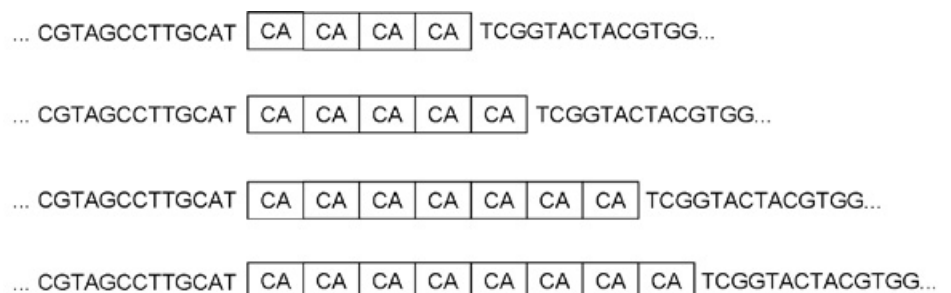 ... CGTAGCCTTGCAT CA CA CA CA TCGGTACTACGTGG...
... CGTAGCCTTGCAT CA CA CA CA CA TCGGTACTACGTGG...
... CGTAGCCTTGCAT CA CA CA CA CA CA CA TCGGTACTACGTGG...
... CGTAGCCTTGCAT CA CA CA CA CA CA CA CA TCGGTACTACGTGG...